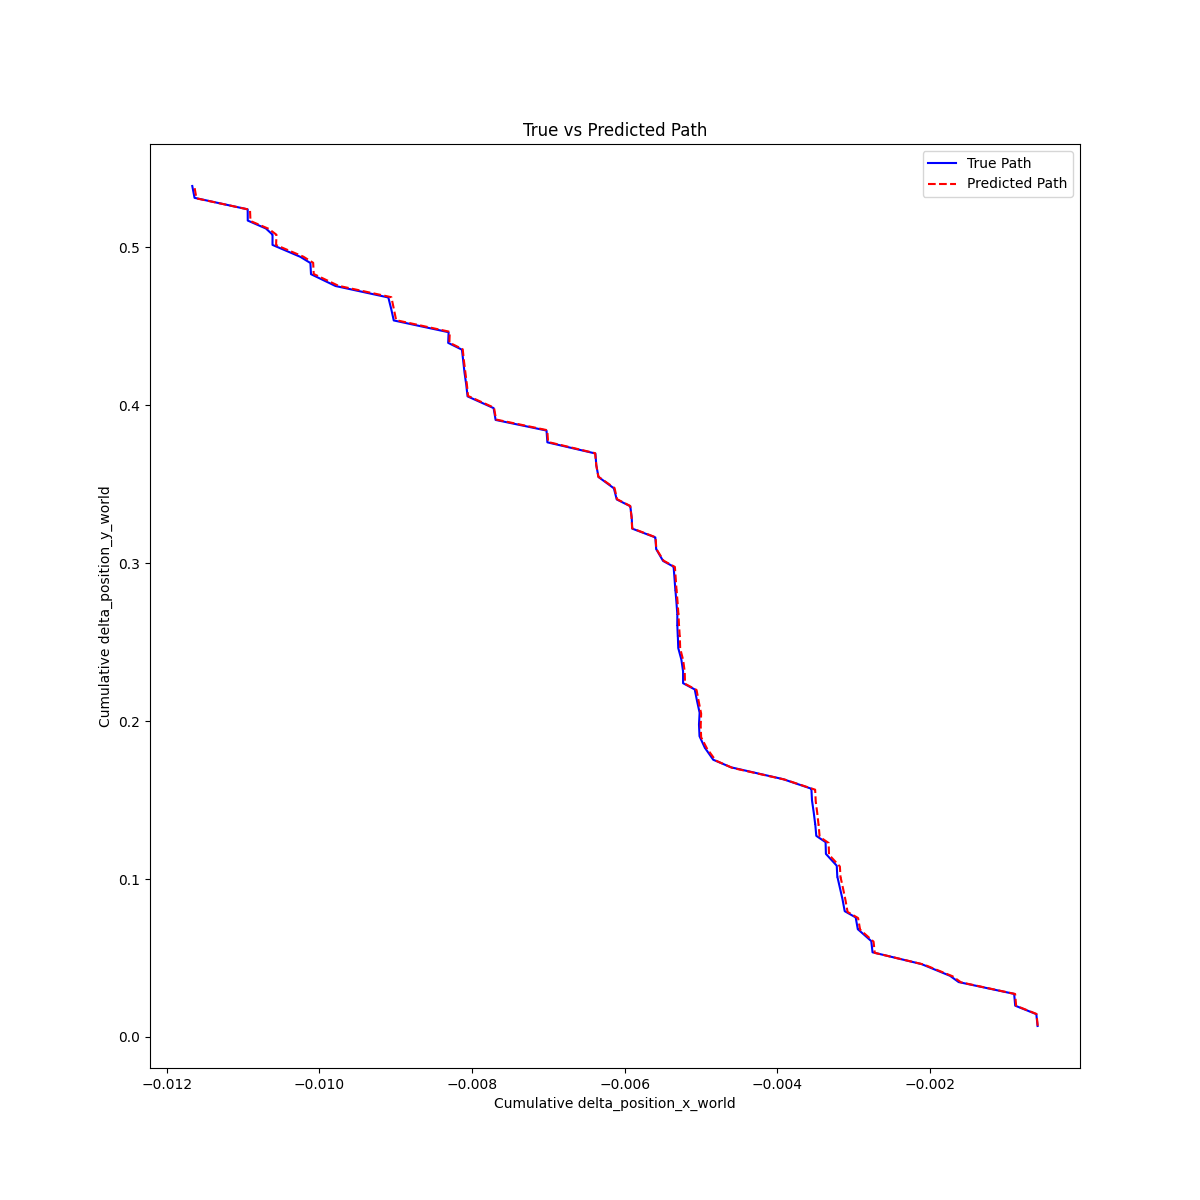 True vs Predicted Path
True Path
Predicted Path
0.5
0.4
0.3
0.2
0.1
0.0
Cumulative delta_position_y_world
−0.012
−0.010
−0.008
−0.006
−0.004
−0.002
Cumulative delta_position_x_world